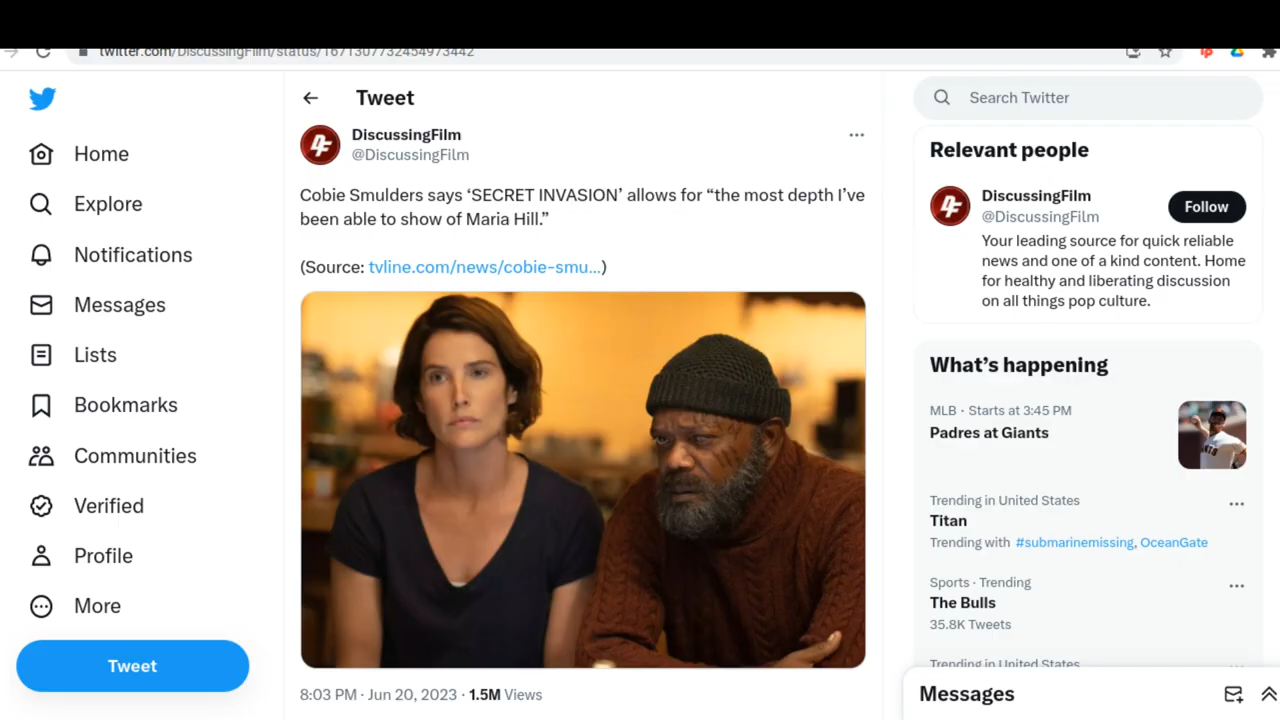 twitter.com/DiscussingFilm/status/1671307732454973442
Tweet
Search Twitter
Home
Explore
Notifications
Messages
Lists
Bookmarks
Communities
Verified
Profile
More
Tweet
DiscussingFilm
@DiscussingFilm
Cobie Smulders says ‘SECRET INVASION’ allows for “the most depth I’ve
been able to show of Maria Hill.”
(Source: tvline.com/news/cobie-smu...)
8:03 PM · Jun 20, 2023 · 1.5M Views
Relevant people
DiscussingFilm
@DiscussingFilm
Follow
Your leading source for quick reliable
news and one of a kind content. Home
for healthy and liberating discussion
on all things pop culture.
What’s happening
MLB · Starts at 3:45 PM
Padres at Giants
Trending in United States
Titan
Trending with #submarinemissing, OceanGate
Sports · Trending
The Bulls
35.8K Tweets
Trending in United States
Messages